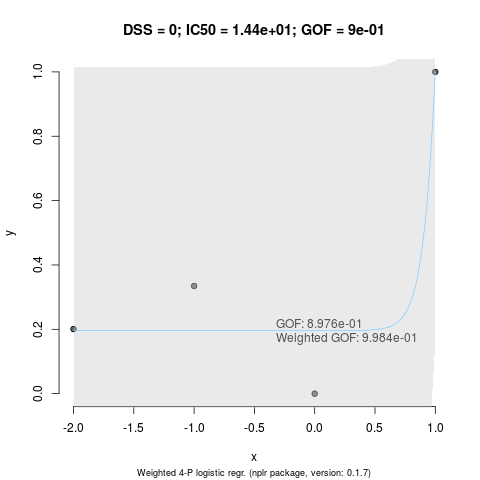 DSS = 0; IC50 = 1.44e+01; GOF = 9e-01
1.0
0.8
0.6
0.4
0.2
0.0
y
GOF: 8.976e-01
Weighted GOF: 9.984e-01
-2.0 -1.5 -1.0 -0.5 0.0 0.5 1.0
x
Weighted 4-P logistic regr. (nplr package, version: 0.1.7)